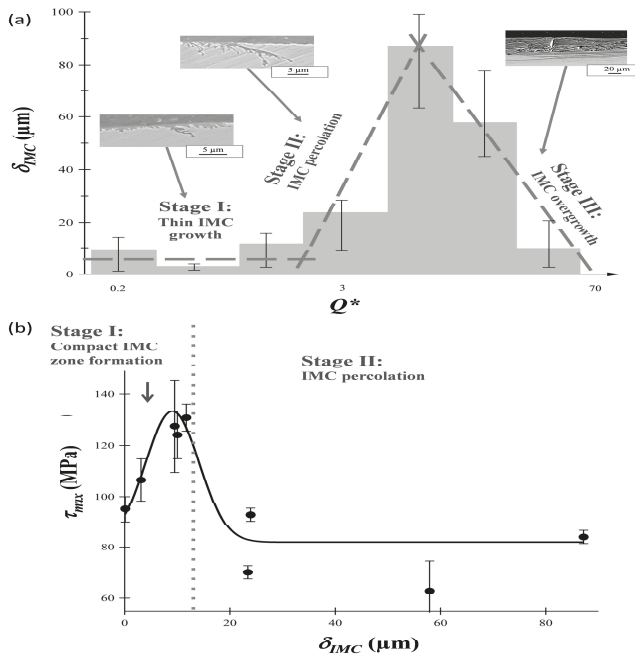 (a)
100
80
60
40
20
0
δIMC (μm)
5 μm
5 μm
20 μm
Stage I:
Thin IMC
growth
Stage II:
IMC percolation
Stage III:
IMC overgrowth
0.2
3
70
Q*
(b)
Stage I:
Compact IMC
zone formation
Stage II:
IMC percolation
140
120
100
80
60
τmix (MPa)
0
20
40
60
80
δIMC (μm)